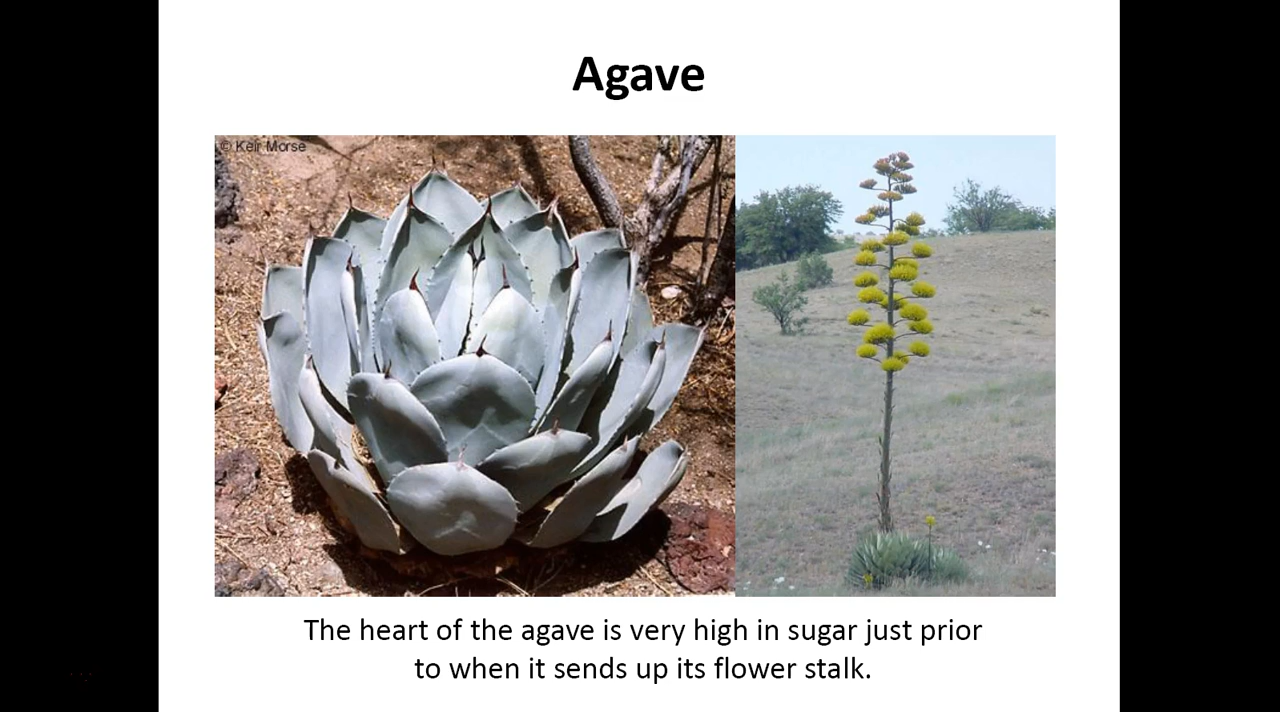 Agave
© Keir Morse
The heart of the agave is very high in sugar just prior
to when it sends up its flower stalk.